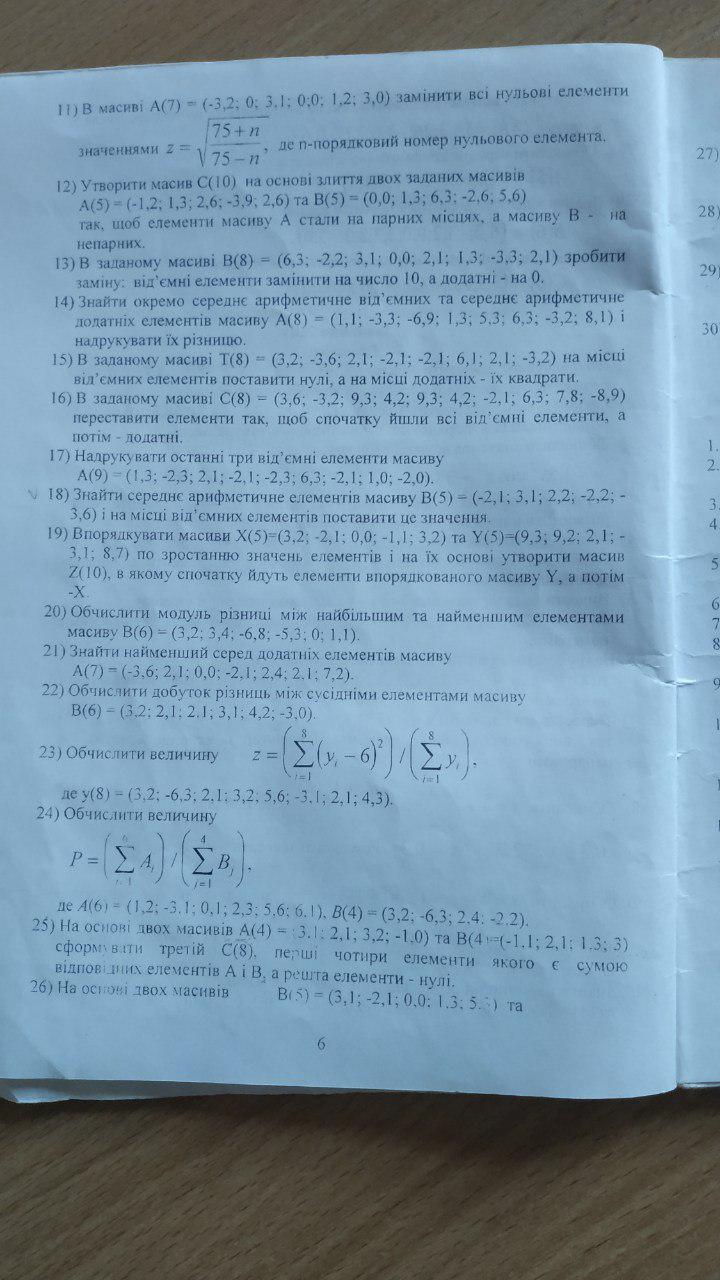 11) В масиві A(7) = (-3,2; 0; 3,1; 0;0; 1,2; 3,0) замінити всі нульові елементи
значеннями z = √((75 + n)/(75 − n)), де n-порядковий номер нульового елемента.
12) Утворити масив C(10) на основі злиття двох заданих масивів
A(5) = (-1,2; 1,3; 2,6; -3,9; 2,6) та B(5) = (0,0; 1,3; 6,3; -2,6; 5,6)
так, щоб елементи масиву A стали на парних місцях, а масиву B - на
непарних.
13) В заданому масиві B(8) = (6,3; -2,2; 3,1; 0,0; 2,1; 1,3; -3,3; 2,1) зробити
заміну: від’ємні елементи замінити на число 10, а додатні - на 0.
14) Знайти окремо середнє арифметичне від’ємних та середнє арифметичне
додатніх елементів масиву A(8) = (1,1; -3,3; -6,9; 1,3; 5,3; 6,3; -3,2; 8,1) і
надрукувати їх різницю.
15) В заданому масиві T(8) = (3,2; -3,6; 2,1; -2,1; -2,1; 6,1; 2,1; -3,2) на місці
від’ємних елементів поставити нулі, а на місці додатніх - їх квадрати.
16) В заданому масиві C(8) = (3,6; -3,2; 9,3; 4,2; 9,3; 4,2; -2,1; 6,3; 7,8; -8,9)
переставити елементи так, щоб спочатку йшли всі від’ємні елементи, а
потім - додатні.
17) Надрукувати останні три від’ємні елементи масиву
A(9) = (1,3; -2,3; 2,1; -2,1; -2,3; 6,3; -2,1; 1,0; -2,0).
18) Знайти середнє арифметичне елементів масиву B(5) = (-2,1; 3,1; 2,2; -2,2; -
3,6) і на місці від’ємних елементів поставити це значення.
19) Впорядкувати масиви X(5)=(3,2; -2,1; 0,0; -1,1; 3,2) та Y(5)=(9,3; 9,2; 2,1; -
3,1; 8,7) по зростанню значень елементів і на їх основі утворити масив
Z(10), в якому спочатку йдуть елементи впорядкованого масиву Y, а потім
-X.
20) Обчислити модуль різниці між найбільшим та найменшим елементами
масиву B(6) = (3,2; 3,4; -6,8; -5,3; 0; 1,1).
21) Знайти найменший серед додатніх елементів масиву
A(7) = (-3,6; 2,1; 0,0; -2,1; 2,4; 2,1; 7,2).
22) Обчислити добуток різниць між сусідніми елементами масиву
B(6) = (3,2; 2,1; 2,1; 3,1; 4,2; -3,0).
23) Обчислити величину z = (∑_{i=1}^{8} (y_i − 6)²) / (∑_{i=1}^{8} y_i),
де y(8) = (3,2; -6,3; 2,1; 3,2; 5,6; -3,1; 2,1; 4,3).
24) Обчислити величину
P = (∑ A_i) / (∑_{j=1}^{4} B_j),
де A(6) = (1,2; -3,1; 0,1; 2,3; 5,6; 6,1), B(4) = (3,2; -6,3; 2,4; -2,2).
25) На основі двох масивів A(4) = (3,1; 2,1; 3,2; -1,0) та B(4)=(-1,1; 2,1; 1,3; 3)
сформувати третій C(8), перші чотири елементи якого є сумою
відповідних елементів A і B, а решта елементи - нулі.
26) На основі двох масивів B(5) = (3,1; -2,1; 0,0; 1,3; та
6
27)
28)
29)
30
1.
2.
3.
4
5
6
7
8
9